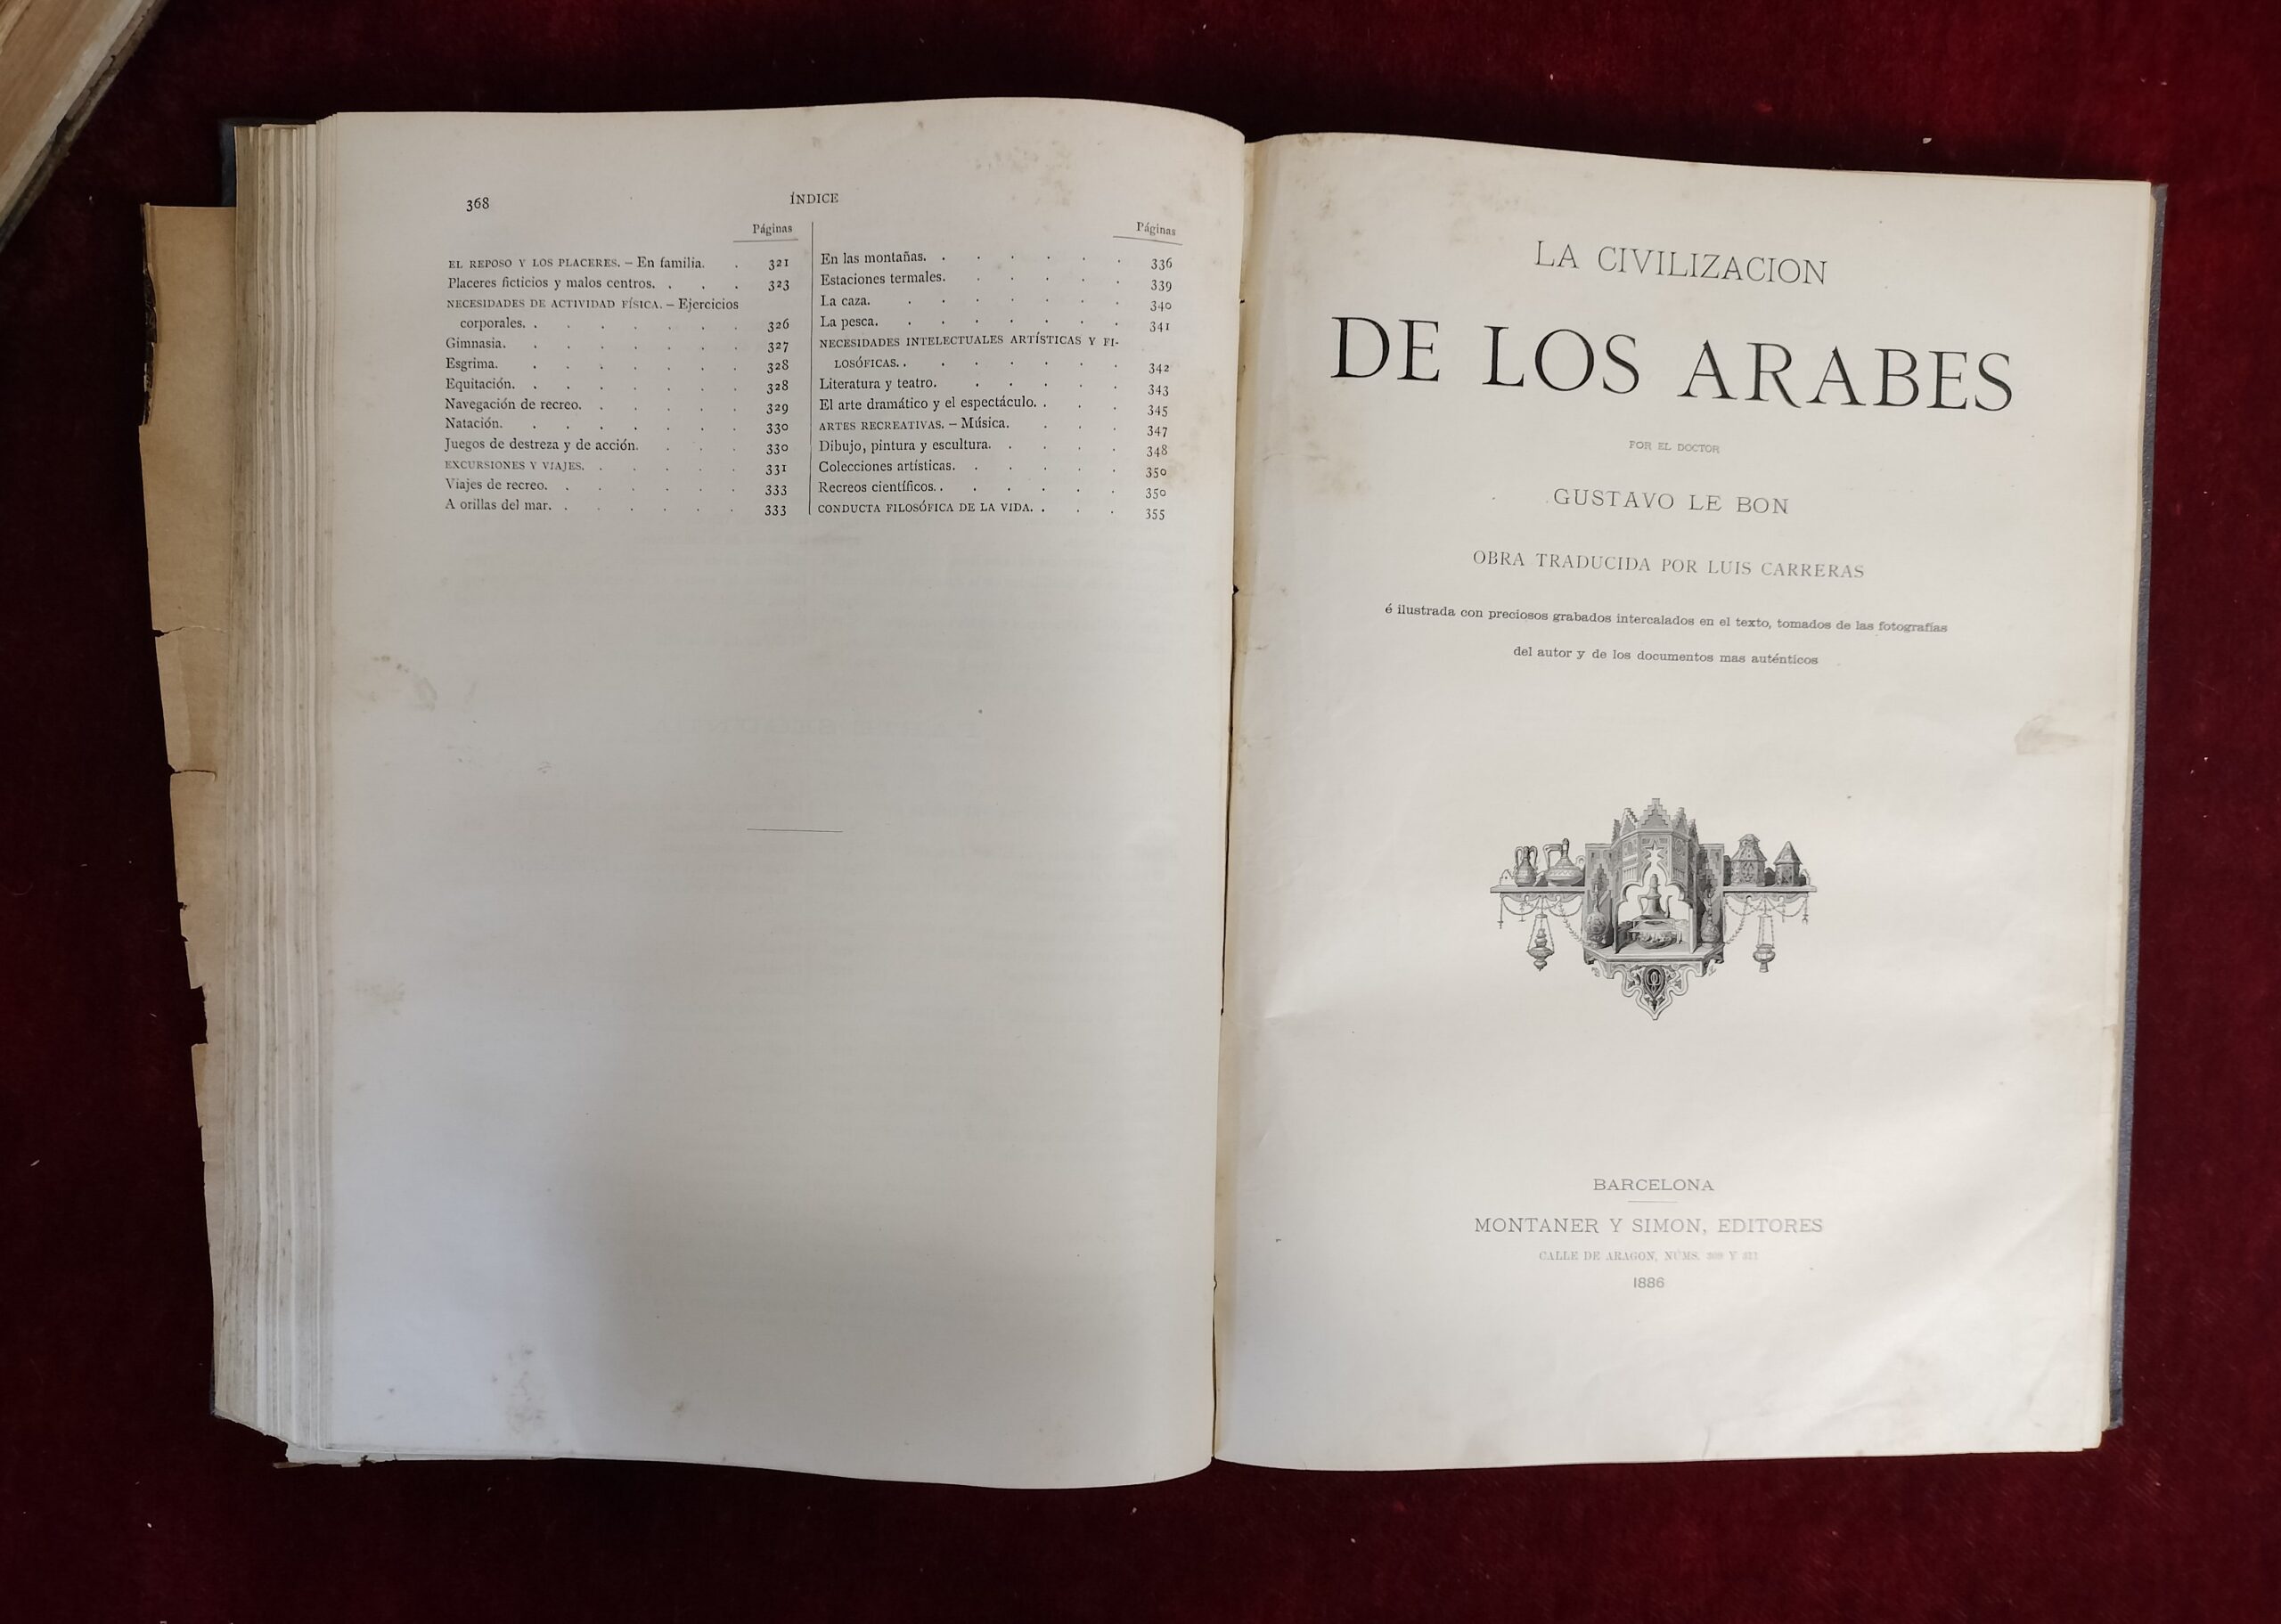 368
ÍNDICE
Páginas
EL REPOSO Y LOS PLACERES. – En familia. . 321
Placeres ficticios y malos centros. . . . 323
NECESIDADES DE ACTIVIDAD FÍSICA. – Ejercicios
corporales. . . . . . . . 326
Gimnasia. . . . . . . . 327
Esgrima. . . . . . . . 328
Equitación. . . . . . . . 328
Navegación de recreo. . . . . . 329
Natación. . . . . . . . 330
Juegos de destreza y de acción. . . . 330
EXCURSIONES Y VIAJES. . . . . . 331
Viajes de recreo. . . . . . . 333
A orillas del mar. . . . . . . 333
Páginas
En las montañas. . . . . . . 336
Estaciones termales. . . . . . 339
La caza. . . . . . . . 340
La pesca. . . . . . . . 341
NECESIDADES INTELECTUALES ARTÍSTICAS Y FI-
LOSÓFICAS. . . . . . . . 342
Literatura y teatro. . . . . . 343
El arte dramático y el espectáculo. . . . 345
ARTES RECREATIVAS. – Música. . . . 347
Dibujo, pintura y escultura. . . . . 348
Colecciones artísticas. . . . . . 350
Recreos científicos. . . . . . . 350
CONDUCTA FILOSÓFICA DE LA VIDA. . . . 355
LA CIVILIZACION
DE LOS ARABES
POR EL DOCTOR
GUSTAVO LE BON
OBRA TRADUCIDA POR LUIS CARRERAS
é ilustrada con preciosos grabados intercalados en el texto, tomados de las fotografías
del autor y de los documentos mas auténticos
BARCELONA
MONTANER Y SIMON, EDITORES
CALLE DE ARAGON, NÚMS. 309 Y 311
1886